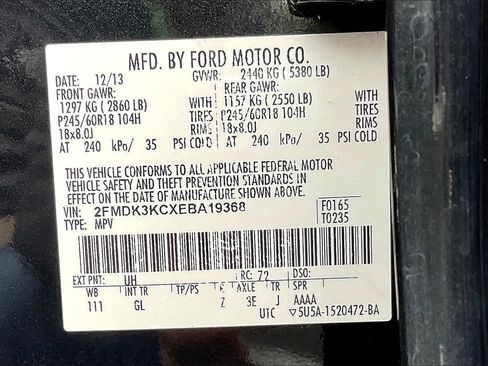 MFD. BY FORD MOTOR CO.
DATE: 12/13 GVWR: 2440 KG ( 5380 LB)
FRONT GAWR: REAR GAWR:
1297 KG ( 2860 LB) WITH 1157 KG ( 2550 LB) WITH
P245/60R18 104H TIRES P245/60R18 104H TIRES
18x8.0J RIMS 18x8.0J RIMS
AT 240 kPa/ 35 PSI COLD AT 240 kPa/ 35 PSI COLD
THIS VEHICLE CONFORMS TO ALL APPLICABLE FEDERAL MOTOR
VEHICLE SAFETY AND THEFT PREVENTION STANDARDS IN
EFFECT ON THE DATE OF MANUFACTURE SHOWN ABOVE.
VIN: 2FMDK3KCXEBA19368 F0165
TYPE: MPV T0235
EXT PNT: UH RC: 72 DSO:
WB INT TR TP/PS R AXLE TR SPR
111 GL 2 3E J AAAA
UTC ▽5U5A-1520472-BA